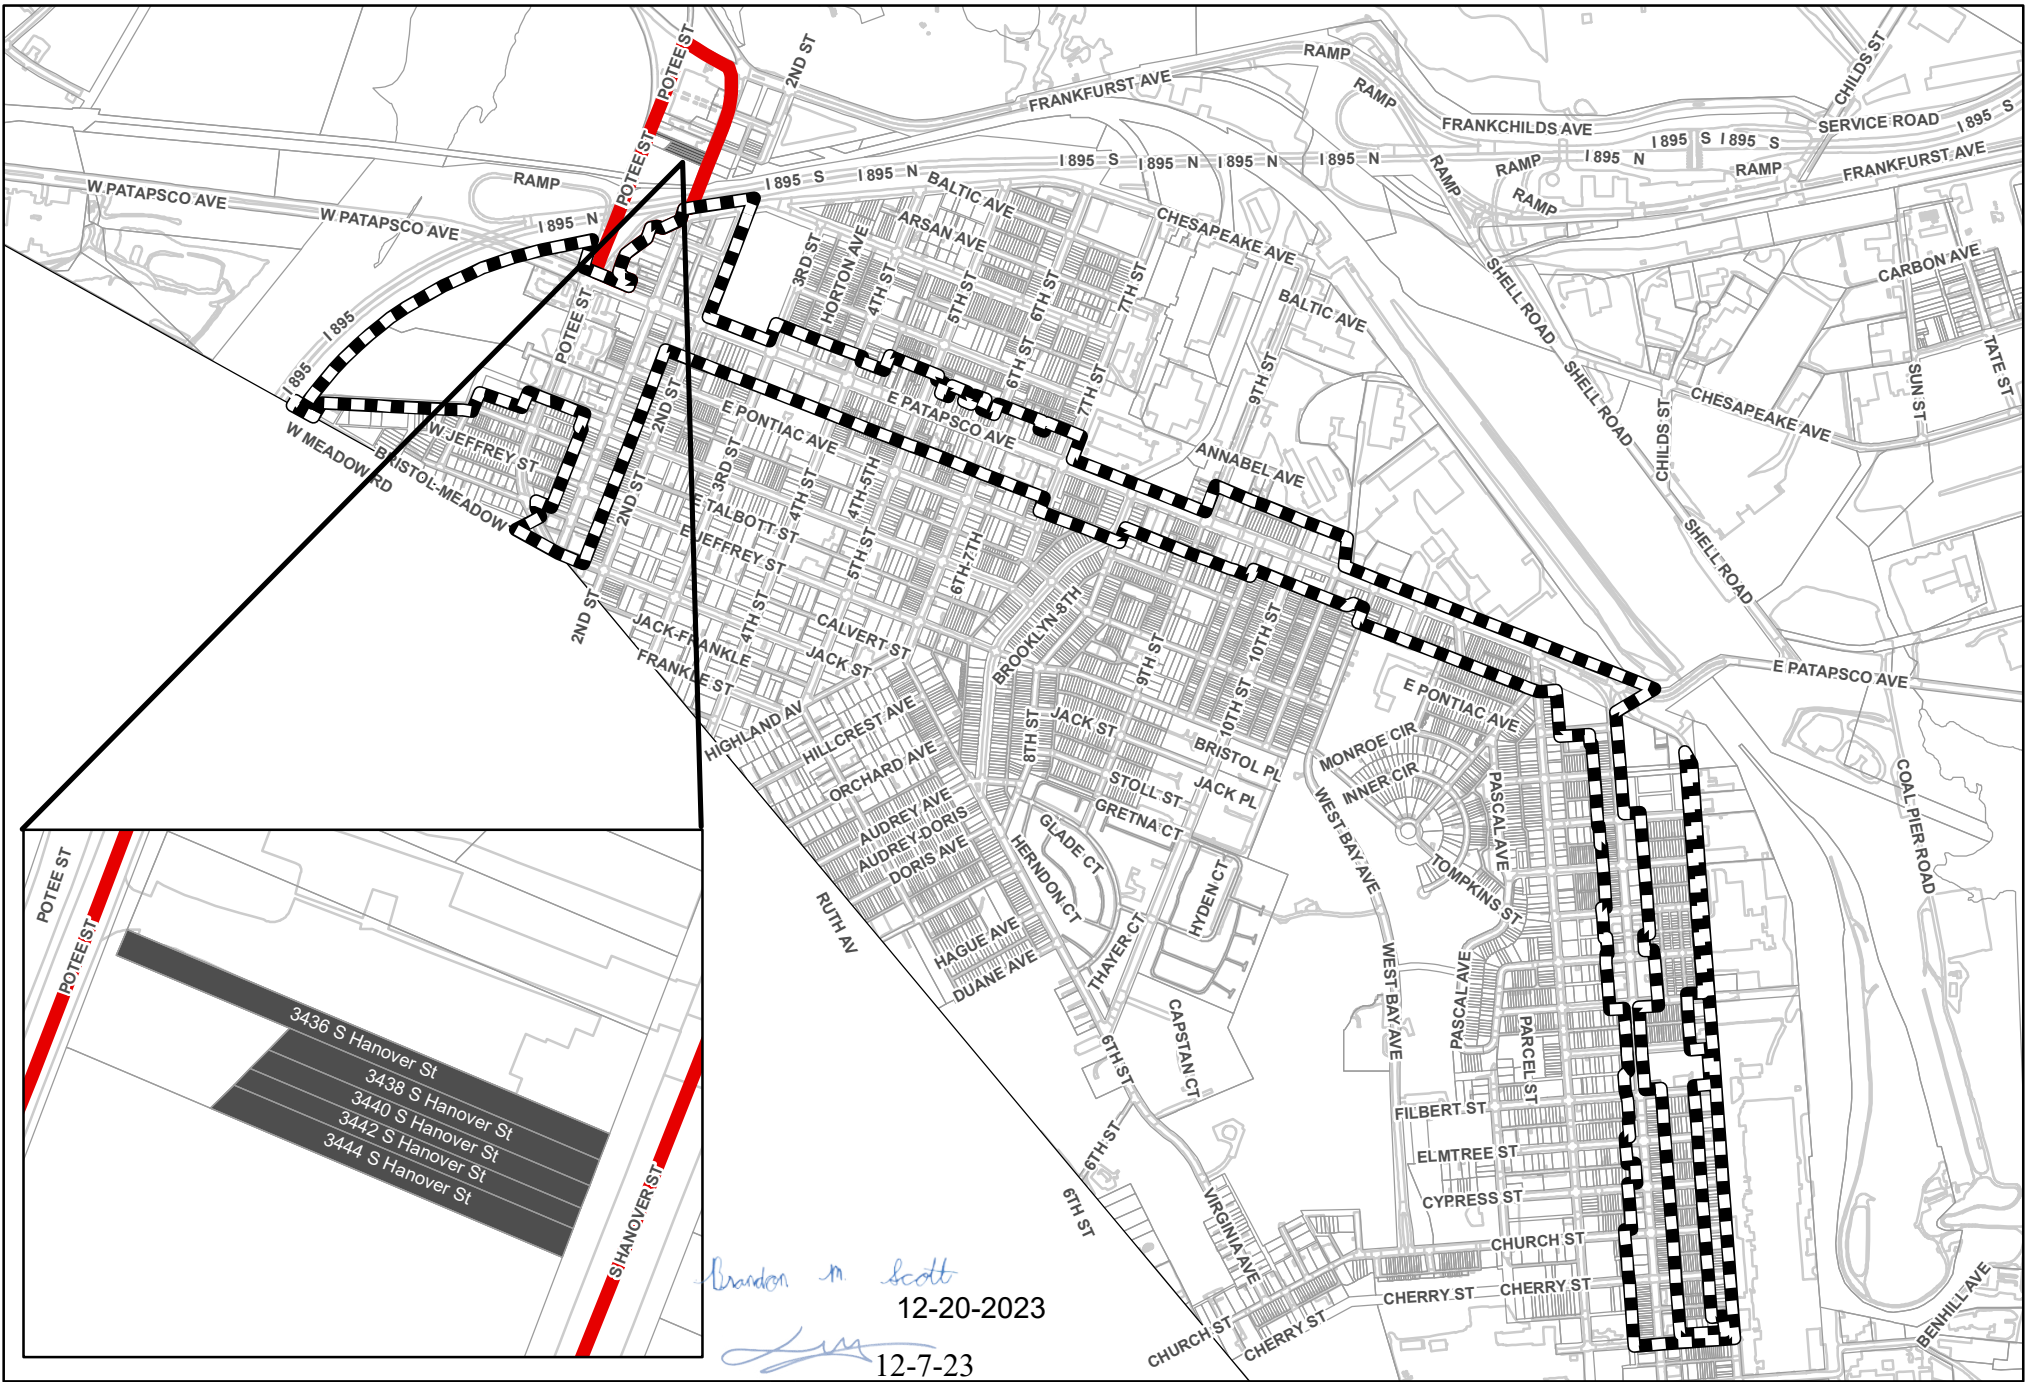 POTEE ST
2ND ST
RAMP
CHILDS ST
FRANKFURST AVE
RAMP
FRANKCHILDS AVE
SERVICE ROAD
I 895 S
POTEE ST
I 895 S
I 895 N
I 895 N
I 895 N
I 895 S
I 895 S
I 895 N
RAMP
RAMP
FRANKFURST AVE
RAMP
RAMP
W PATAPSCO AVE
W PATAPSCO AVE
RAMP
POTEE ST
I 895 N
I 895 S
I 895 N
BALTIC AVE
ARSAN AVE
CHESAPEAKE AVE
3RD ST
HORTON AVE
4TH ST
5TH ST
6TH ST
7TH ST
BALTIC AVE
SHELL ROAD
CARBON AVE
I 895
I 895
POTEE ST
6TH ST
7TH ST
9TH ST
SHELL ROAD
CHESAPEAKE AVE
SUN ST
TATE ST
CHILDS ST
W MEADOW RD
W JEFFREY ST
BRISTOL-MEADOW
2ND ST
E PONTIAC AVE
E PATAPSCO AVE
ANNABEL AVE
2ND ST
3RD ST
4TH ST
4TH-5TH
E TALBOTT ST
E JEFFREY ST
5TH ST
6TH-7TH
SHELL ROAD
2ND ST
JACK-FRANKLE
FRANKLE ST
4TH ST
CALVERT ST
JACK ST
BROOKLYN-8TH
9TH ST
10TH ST
E PATAPSCO AVE
HIGHLAND AV
HILLCREST AVE
ORCHARD AVE
8TH ST
JACK ST
10TH ST
BRISTOL PL
E PONTIAC AVE
MONROE CIR
INNER CIR
PASCAL AVE
COAL PIER ROAD
AUDREY AVE
AUDREY-DORIS
DORIS AVE
STOLL ST
JACK PL
GRETNA CT
GLADE CT
HERNDON CT
WEST BAY AVE
TOMPKINS ST
RUTH AV
HAGUE AVE
DUANE AVE
THAYER CT
HYDEN CT
WEST BAY AVE
PASCAL AVE
PARCEL ST
CAPSTAN CT
6TH ST
FILBERT ST
ELMTREE ST
CYPRESS ST
6TH ST
6TH ST
VIRGINIA AVE
CHURCH ST
CHERRY ST
CHERRY ST
CHURCH ST
CHERRY ST
BENHILL AVE
POTEE ST
POTEE ST
3436 S Hanover St
3438 S Hanover St
3440 S Hanover St
3442 S Hanover St
3444 S Hanover St
S HANOVER ST
Brandon M. Scott
12-20-2023
12-7-23